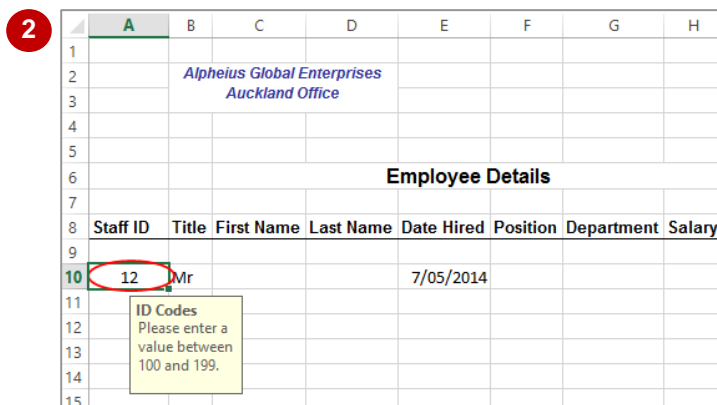 2
A B C D E F G H
1
2 Alpheius Global Enterprises
3 Auckland Office
4
5
6 Employee Details
7
8 Staff ID Title First Name Last Name Date Hired Position Department Salary
9
10 12 Mr 7/05/2014
11 ID Codes
12 Please enter a
13 value between
14 100 and 199.
15